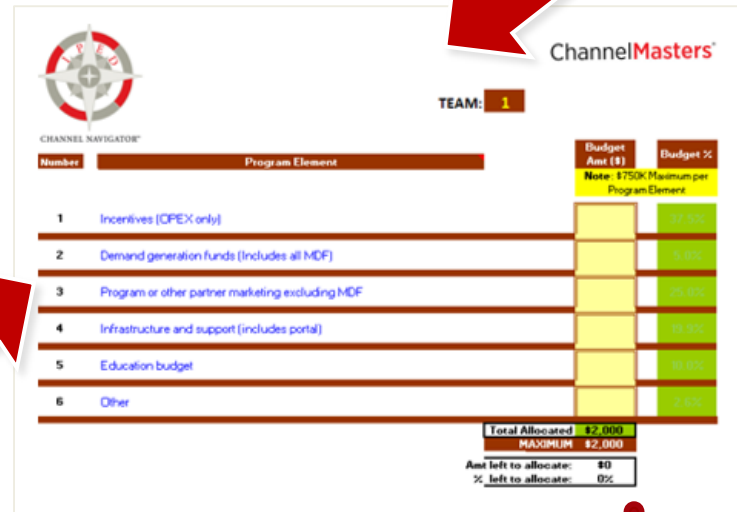 IPED
ChannelMasters
TEAM: 1
CHANNEL NAVIGATOR
Number Program Element Budget Amt ($) Budget %
Note: $750K Maximum per
Program Element
1 Incentives (OPEX only) 37.5%
2 Demand generation funds (Includes all MDF)
3 Program or other partner marketing excluding MDF
4 Infrastructure and support (includes portal)
5 Education budget
6 Other
Total Allocated $2,000
MAXIMUM $2,000
Amt left to allocate: $0
% left to allocate: 0%